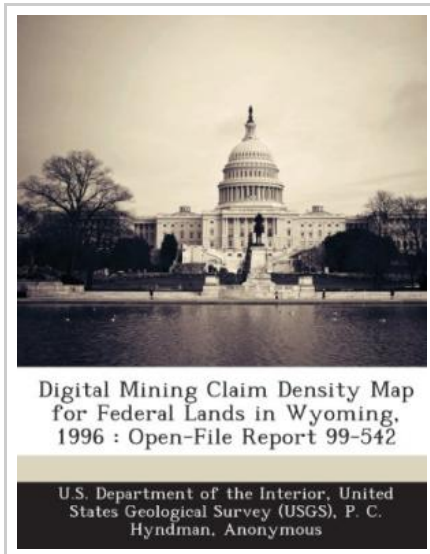 Digital Mining Claim Density Map
for Federal Lands in Wyoming,
1996 : Open-File Report 99-542
U.S. Department of the Interior, United
States Geological Survey (USGS), P. C.
Hyndman, Anonymous